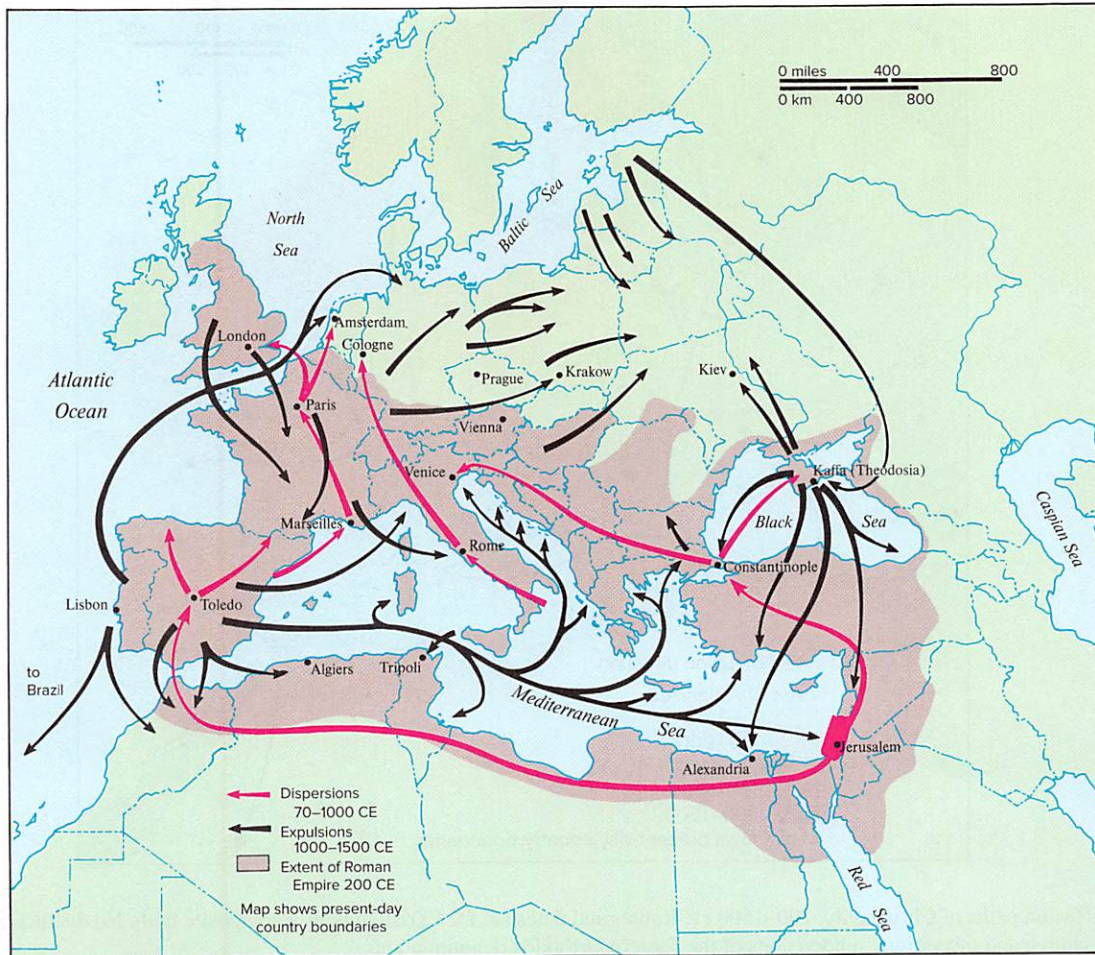 0 miles 400 800
0 km 400 800
North
Sea
Baltic Sea
Atlantic
Ocean
London
Amsterdam
Cologne
Paris
Prague
Krakow
Kiev
Vienna
Venice
Kaffa (Theodosia)
Black Sea
Caspian Sea
Marseilles
Rome
Constantinople
Lisbon
Toledo
to
Brazil
Algiers
Tripoli
Mediterranean
Sea
Jerusalem
Alexandria
Red
Sea
Dispersions
70–1000 CE
Expulsions
1000–1500 CE
Extent of Roman
Empire 200 CE
Map shows present-day
country boundaries